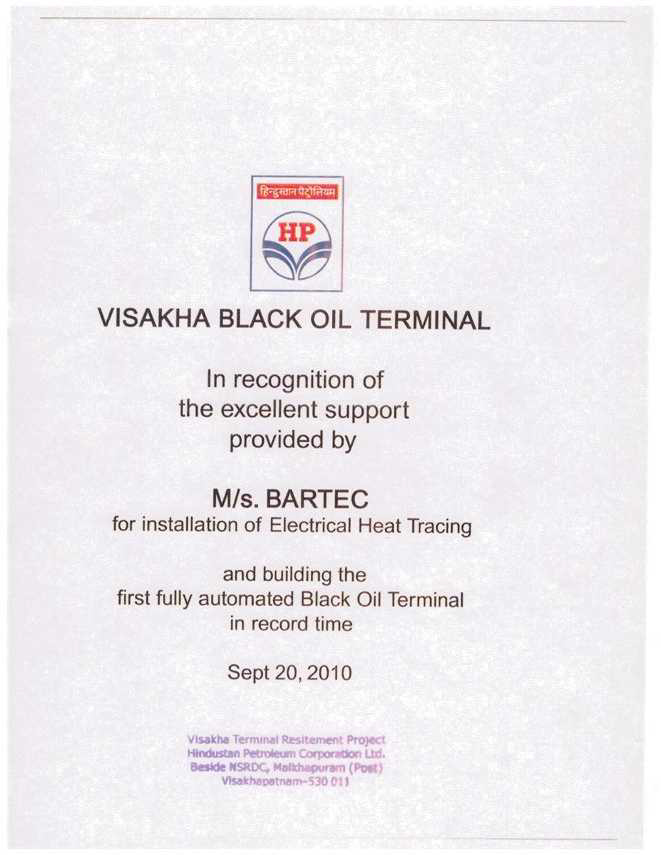 हिन्दुस्तान पेट्रोलियम
HP
VISAKHA BLACK OIL TERMINAL
In recognition of
the excellent support
provided by
M/s. BARTEC
for installation of Electrical Heat Tracing
and building the
first fully automated Black Oil Terminal
in record time
Sept 20, 2010
Visakha Terminal Resitement Project
Hindustan Petroleum Corporation Ltd.
Beside NSRDC, Malkhapuram (Post)
Visakhapatnam-530 011